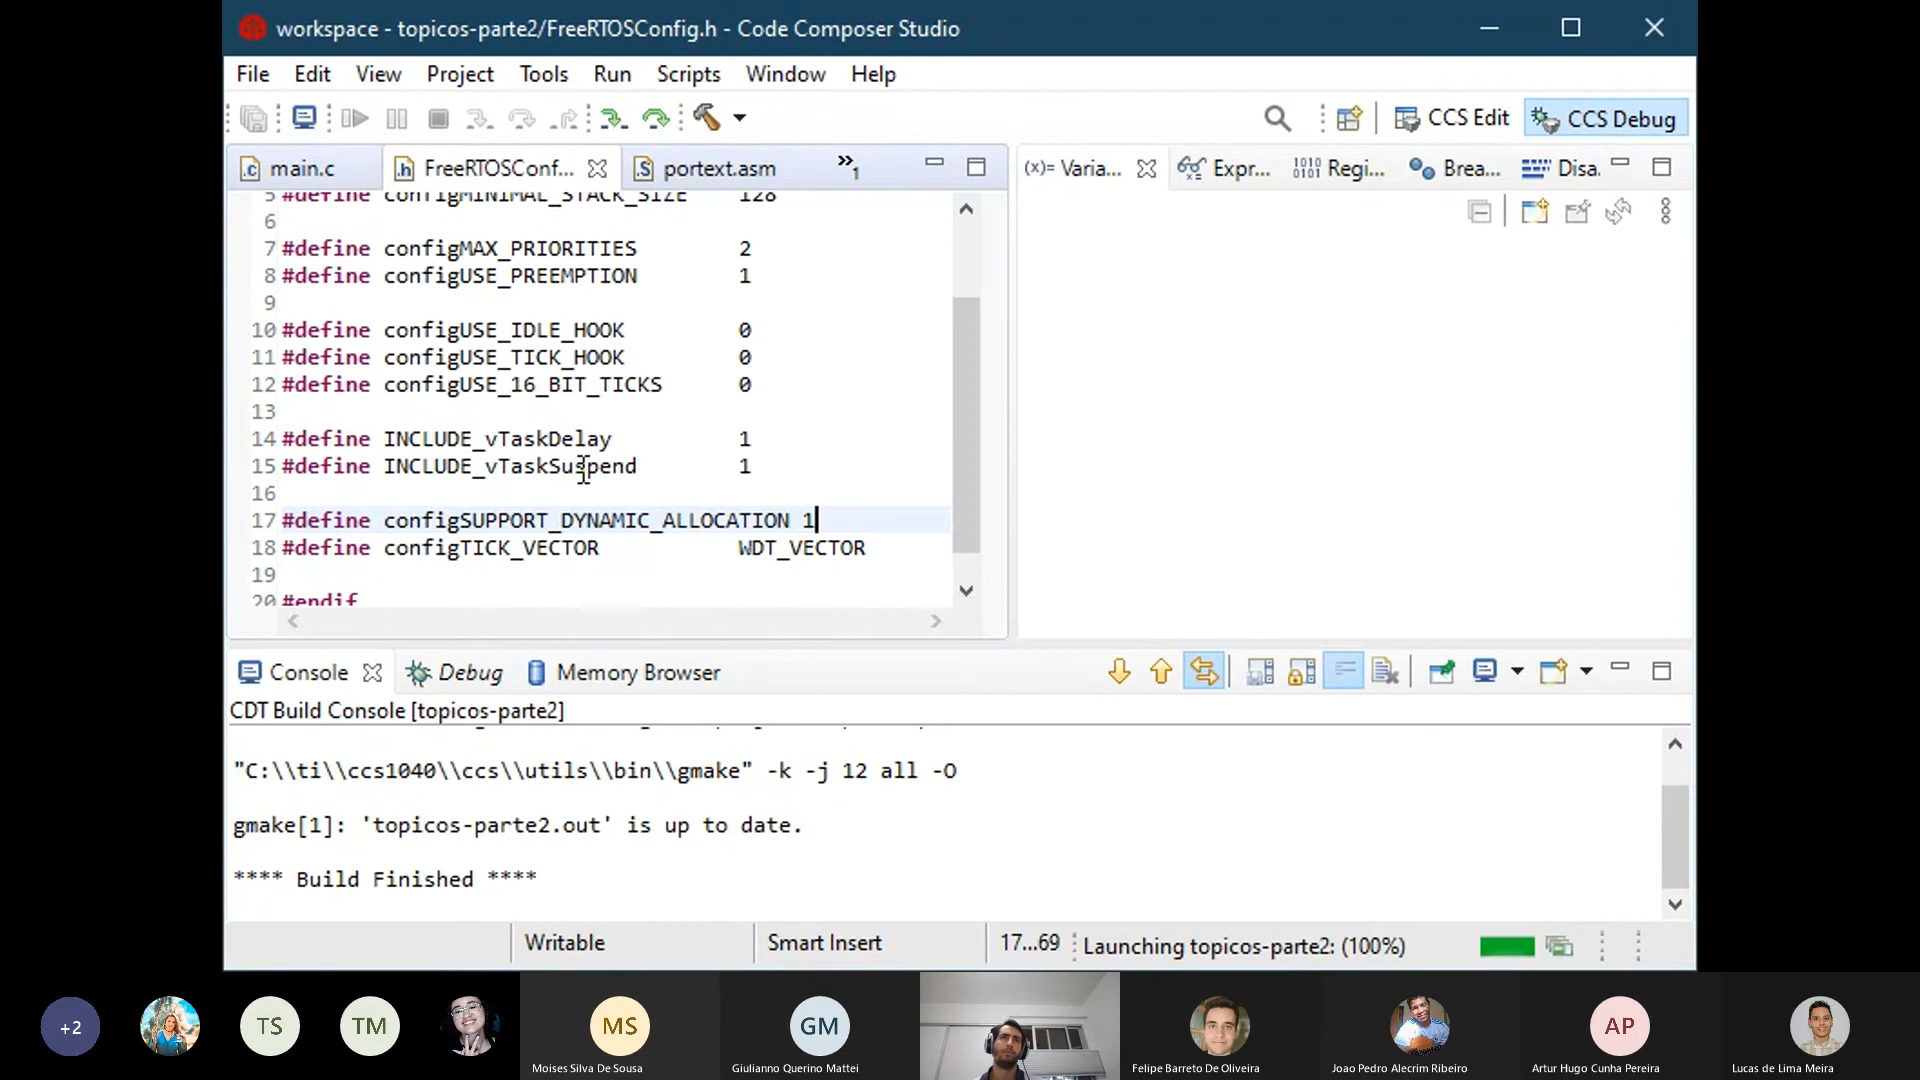 workspace - topicos-parte2/FreeRTOSConfig.h - Code Composer Studio
File Edit View Project Tools Run Scripts Window Help
CCS Edit CCS Debug
main.c FreeRTOSConf... portext.asm »1
(x)= Varia... Expr... Regi... Brea... Disa.
5 #define configMINIMAL_STACK_SIZE 128
6
7 #define configMAX_PRIORITIES 2
8 #define configUSE_PREEMPTION 1
9
10 #define configUSE_IDLE_HOOK 0
11 #define configUSE_TICK_HOOK 0
12 #define configUSE_16_BIT_TICKS 0
13
14 #define INCLUDE_vTaskDelay 1
15 #define INCLUDE_vTaskSuspend 1
16
17 #define configSUPPORT_DYNAMIC_ALLOCATION 1
18 #define configTICK_VECTOR WDT_VECTOR
19
20 #endif
Console Debug Memory Browser
CDT Build Console [topicos-parte2]
"C:\\ti\\ccs1040\\ccs\\utils\\bin\\gmake" -k -j 12 all -O
gmake[1]: 'topicos-parte2.out' is up to date.
**** Build Finished ****
Writable Smart Insert 17...69 Launching topicos-parte2: (100%)
+2 TS TM MS GM AP
Moises Silva De Sousa Giulianno Querino Mattei Felipe Barreto De Oliveira Joao Pedro Alecrim Ribeiro Artur Hugo Cunha Pereira Lucas de Lima Meira